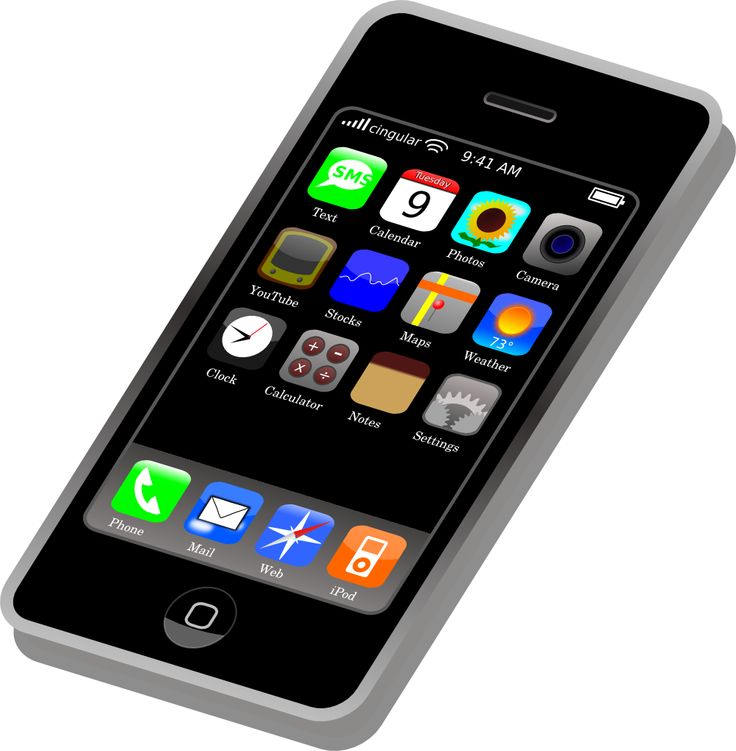 cingular 9:41 AM
SMS Tuesday
9
Text Calendar Photos Camera
73°
YouTube Stocks Maps Weather
+ −
x ÷
Clock Calculator Notes Settings
Phone Mail Web iPod